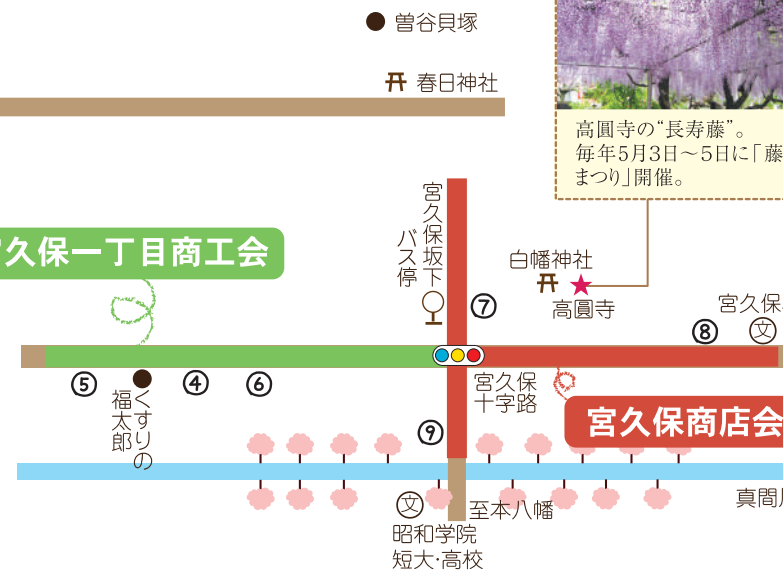 曽谷貝塚
春日神社
高圓寺の“長寿藤”。
毎年5月3日～5日に「藤
まつり」開催。
宮久保坂下
バス停
久保一丁目商工会
白幡神社
高圓寺
宮久保
文
⑦
⑧
⑤
④
⑥
くすりの
福太郎
宮久保
十字路
宮久保商店会
⑨
真間
文
至本八幡
昭和学院
短大・高校